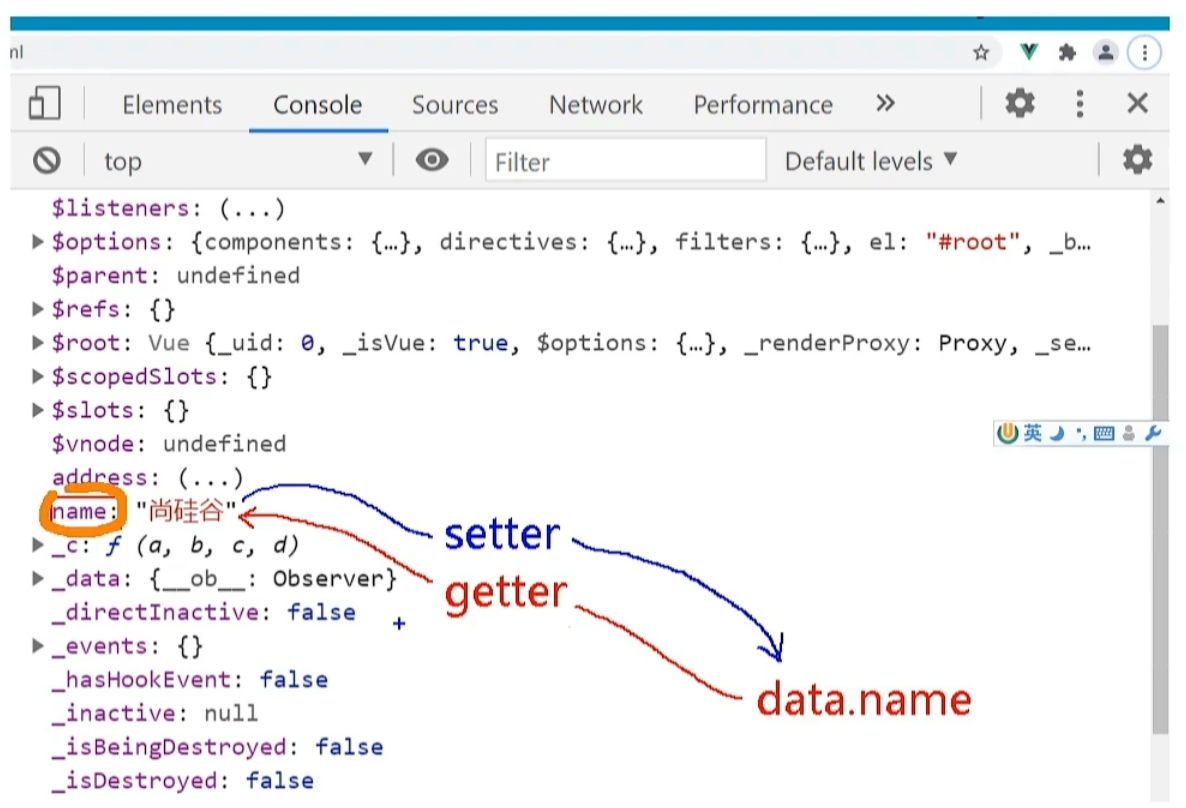 nl
Elements Console Sources Network Performance »
top Filter Default levels
$listeners: (...)
$options: {components: {…}, directives: {…}, filters: {…}, el: "#root", _b…
$parent: undefined
$refs: {}
$root: Vue {_uid: 0, _isVue: true, $options: {…}, _renderProxy: Proxy, _se…
$scopedSlots: {}
$slots: {}
$vnode: undefined
英
address: (...)
name: "尚硅谷"
setter
_c: ƒ (a, b, c, d)
_data: {__ob__: Observer}
getter
_directInactive: false
_events: {}
_hasHookEvent: false
data.name
_inactive: null
_isBeingDestroyed: false
_isDestroyed: false